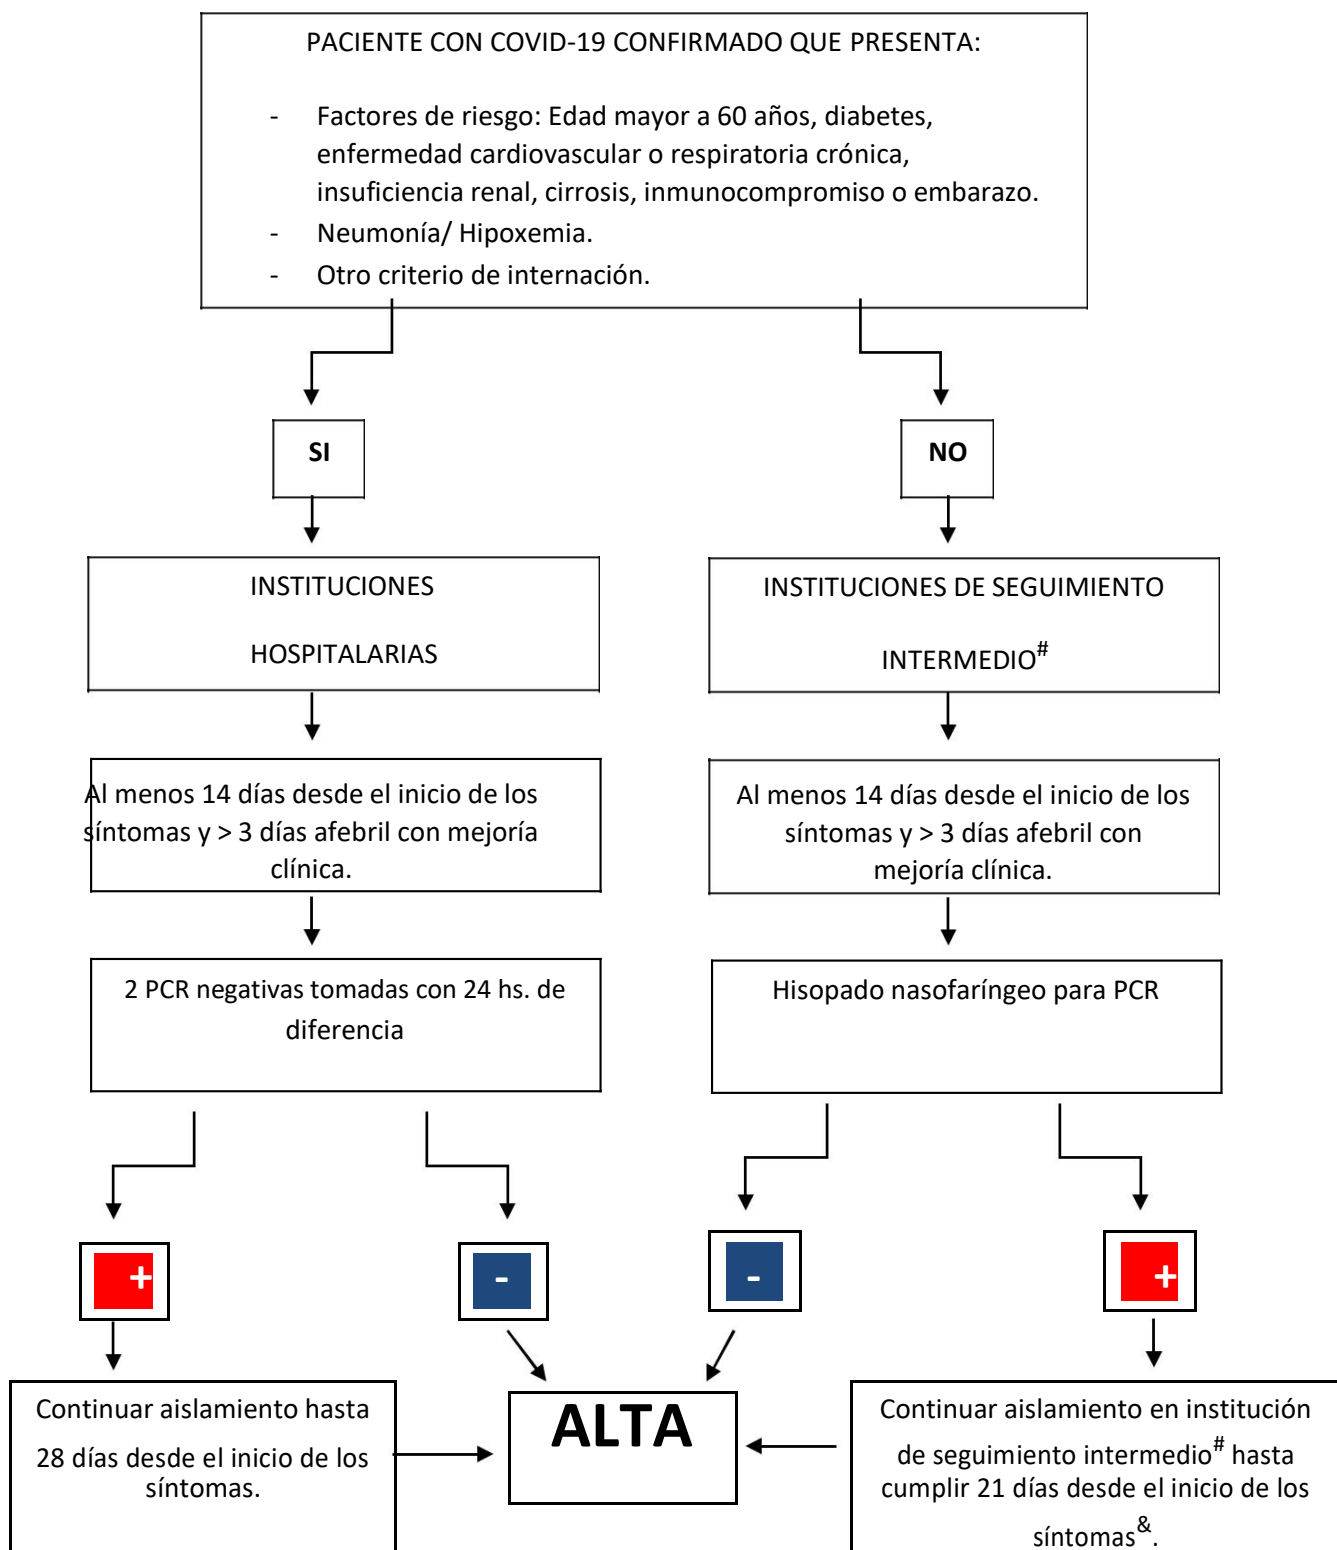 PACIENTE CON COVID-19 CONFIRMADO QUE PRESENTA:
- Factores de riesgo: Edad mayor a 60 años, diabetes,
enfermedad cardiovascular o respiratoria crónica,
insuficiencia renal, cirrosis, inmunocompromiso o embarazo.
- Neumonía/ Hipoxemia.
- Otro criterio de internación.
SI
NO
INSTITUCIONES
HOSPITALARIAS
INSTITUCIONES DE SEGUIMIENTO
INTERMEDIO#
Al menos 14 días desde el inicio de los
síntomas y > 3 días afebril con mejoría
clínica.
Al menos 14 días desde el inicio de los
síntomas y > 3 días afebril con
mejoría clínica.
2 PCR negativas tomadas con 24 hs. de
diferencia
Hisopado nasofaríngeo para PCR
+
-
-
+
Continuar aislamiento hasta
28 días desde el inicio de los
síntomas.
ALTA
Continuar aislamiento en institución
de seguimiento intermedio# hasta
cumplir 21 días desde el inicio de los
síntomas&.